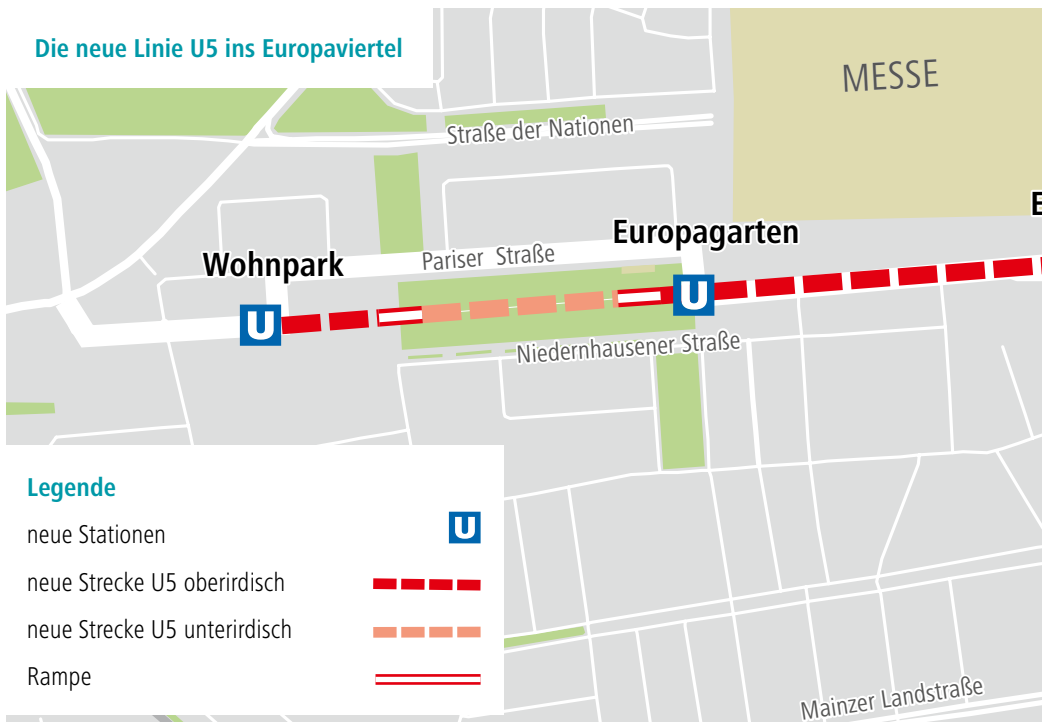 Die neue Linie U5 ins Europaviertel
MESSE
Straße der Nationen
E
Europagarten
Pariser Straße
Wohnpark
U
U
Niedernhausener Straße
Legende
neue Stationen U
neue Strecke U5 oberirdisch
neue Strecke U5 unterirdisch
Rampe
Mainzer Landstraße